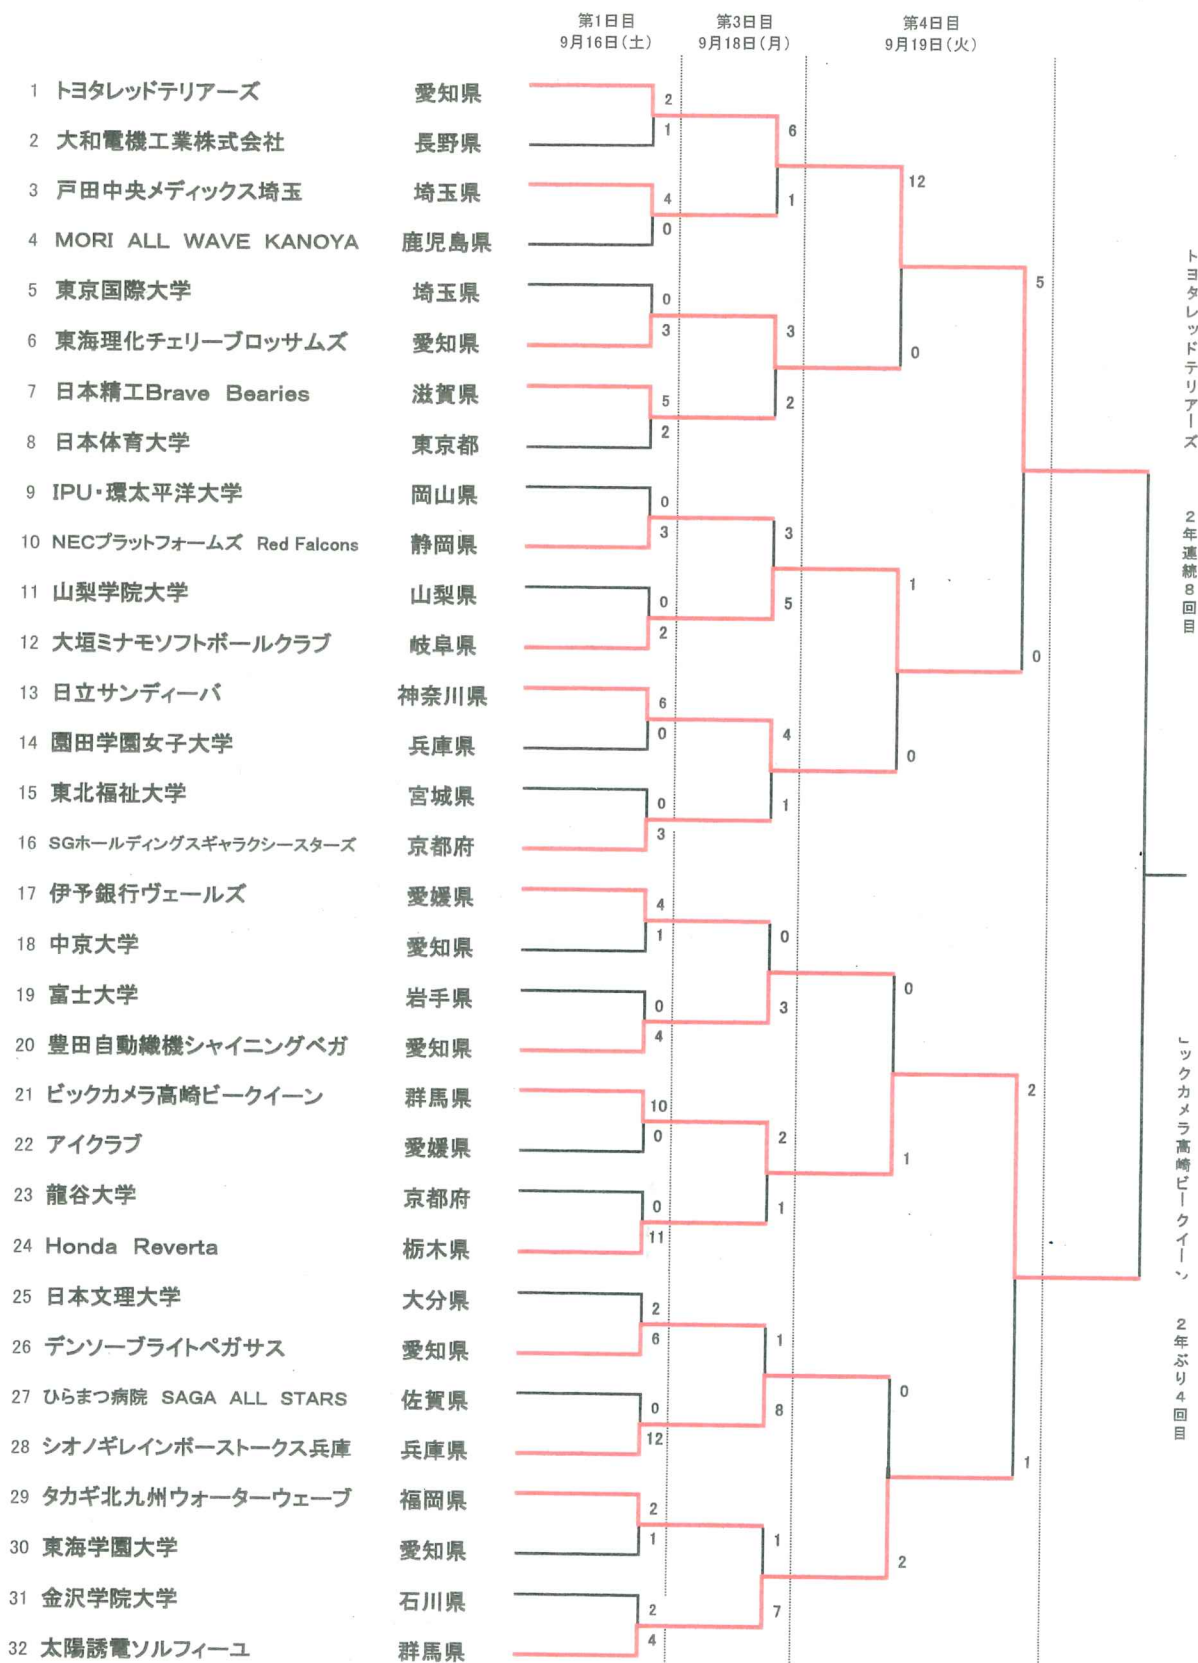 第1日目 第3日目 第4日目
9月16日(土) 9月18日(月) 9月19日(火)
1 トヨタレッドテリアーズ 愛知県
2
1
6
2 大和電機工業株式会社 長野県
12
3 戸田中央メディックス埼玉 埼玉県
4
0
1
4 MORI ALL WAVE KANOYA 鹿児島県
5 東京国際大学 埼玉県
0
3
5
3
6 東海理化チェリーブロッサムズ 愛知県
0
7 日本精工Brave Bearies 滋賀県
5
2
2
8 日本体育大学 東京都
9 IPU・環太平洋大学 岡山県
0
3
3
10 NECプラットフォームズ Red Falcons 静岡県
1
11 山梨学院大学 山梨県
0
2
5
12 大垣ミナモソフトボールクラブ 岐阜県
0
13 日立サンディーバ 神奈川県
6
0
4
14 園田学園女子大学 兵庫県
0
15 東北福祉大学 宮城県
0
3
1
16 SGホールディングスギャラクシースターズ 京都府
17 伊予銀行ヴェールズ 愛媛県
4
1
0
18 中京大学 愛知県
0
19 富士大学 岩手県
0
4
3
20 豊田自動織機シャイニングベガ 愛知県
21 ビックカメラ高崎ビークイーン 群馬県
10
0
2
2
22 アイクラブ 愛媛県
1
23 龍谷大学 京都府
0
11
1
24 Honda Reverta 栃木県
25 日本文理大学 大分県
2
6
1
26 デンソーブライトペガサス 愛知県
0
27 ひらまつ病院 SAGA ALL STARS 佐賀県
0
12
8
28 シオノギレインボーストークス兵庫 兵庫県
1
29 タカギ北九州ウォーターウェーブ 福岡県
2
1
1
30 東海学園大学 愛知県
2
31 金沢学院大学 石川県
2
4
7
32 太陽誘電ソルフィーユ 群馬県
トヨタレッドテリアーズ 2年連続8回目
ックカメラ高崎ビークイーン 2年ぶり4回目